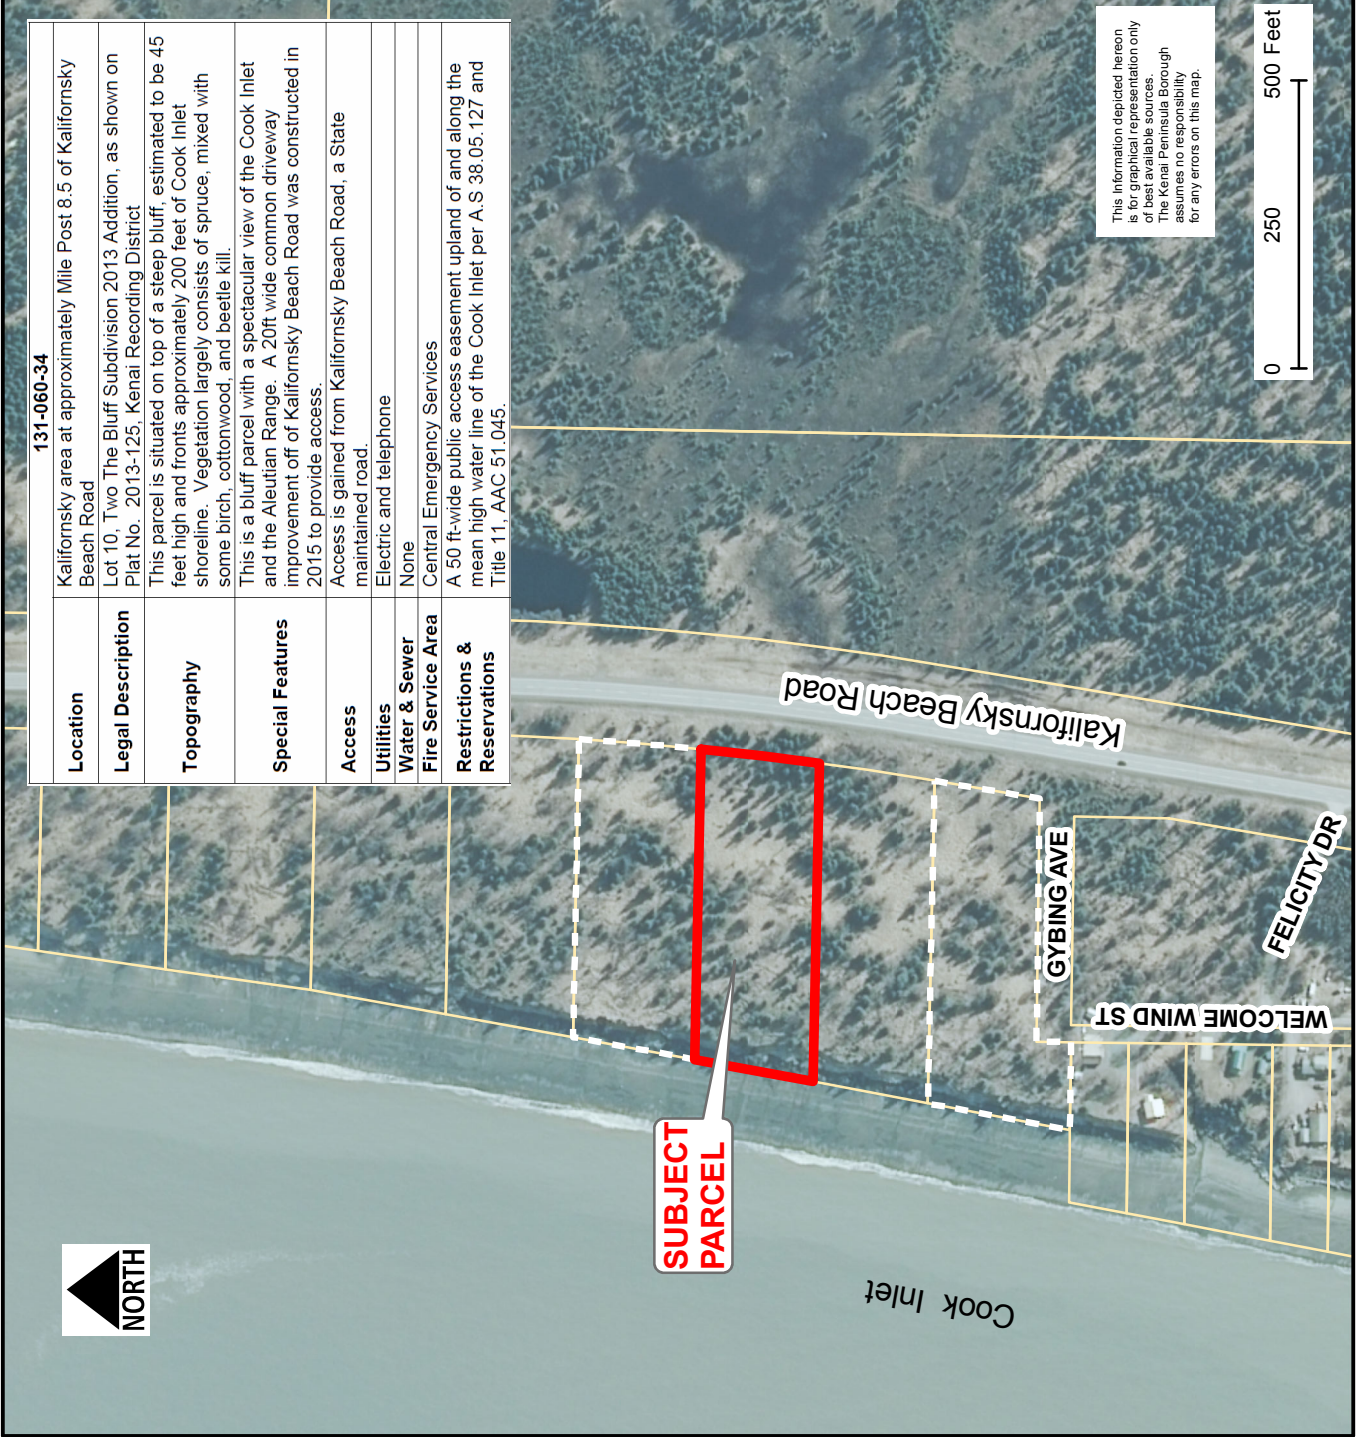 131-060-34
Location
Kalifornsky area at approximately Mile Post 8.5 of Kalifornsky
Beach Road
Legal Description
Lot 10, Two The Bluff Subdivision 2013 Addition, as shown on
Plat No. 2013-125, Kenai Recording District
Topography
This parcel is situated on top of a steep bluff, estimated to be 45
feet high and fronts approximately 200 feet of Cook Inlet
shoreline. Vegetation largely consists of spruce, mixed with
some birch, cottonwood, and beetle kill.
Special Features
This is a bluff parcel with a spectacular view of the Cook Inlet
and the Aleutian Range. A 20ft wide common driveway
improvement off of Kalifornsky Beach Road was constructed in
2015 to provide access.
Access
Access is gained from Kalifornsky Beach Road, a State
maintained road.
Utilities
Electric and telephone
Water & Sewer
None
Fire Service Area
Central Emergency Services
Restrictions &
Reservations
A 50 ft-wide public access easement upland of and along the
mean high water line of the Cook Inlet per A.S 38.05.127 and
Title 11, AAC 51.045.
NORTH
SUBJECT
PARCEL
Cook Inlet
Kalifornsky Beach Road
GYBING AVE
WELCOME WIND ST
FELICITY DR
This Information depicted hereon
is for graphical representation only
of best available sources.
The Kenai Peninsula Borough
assumes no responsibility
for any errors on this map.
0 250 500 Feet